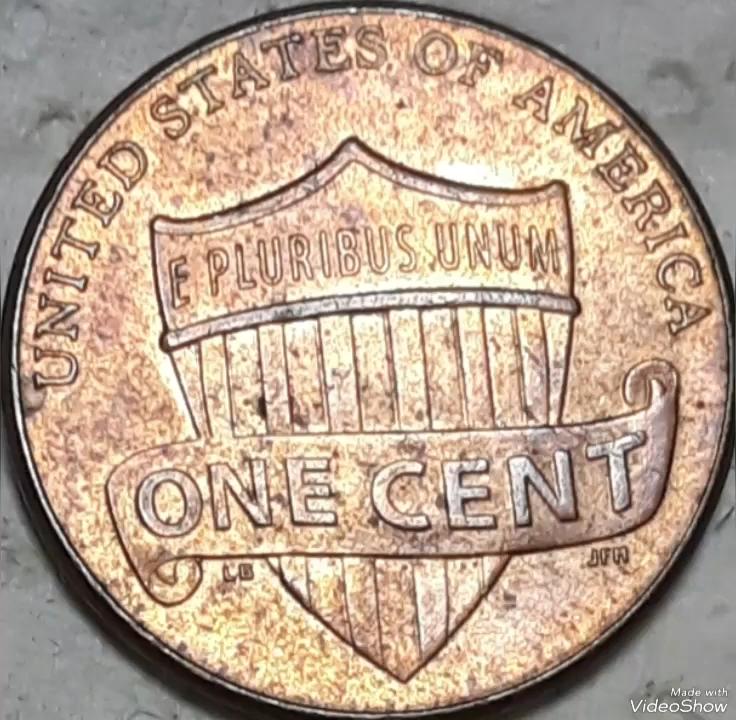 UNITED STATES OF AMERICA
E PLURIBUS UNUM
ONE CENT
LB
JFM
Made with
VideoShow